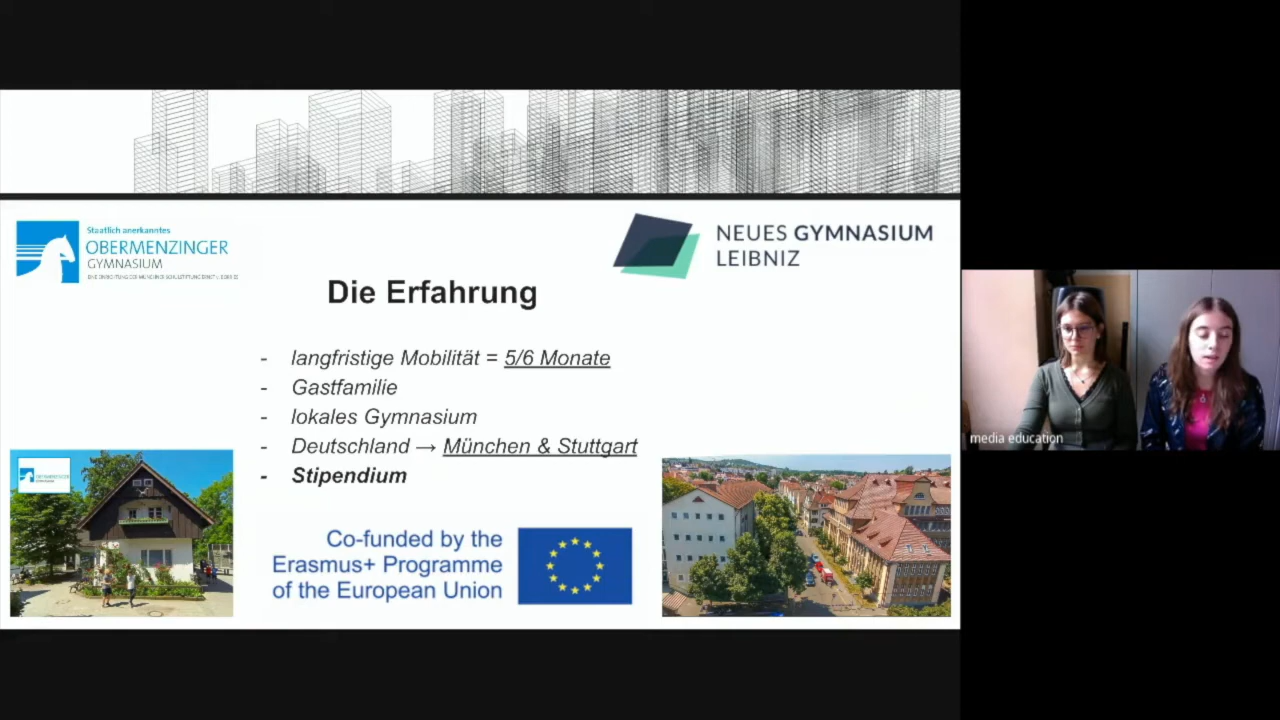 Staatlich anerkanntes
OBERMENZINGER
GYMNASIUM
NEUES GYMNASIUM
LEIBNIZ
Die Erfahrung
- langfristige Mobilität = 5/6 Monate
- Gastfamilie
- lokales Gymnasium
- Deutschland → München & Stuttgart
- Stipendium
Co-funded by the
Erasmus+ Programme
of the European Union
media education